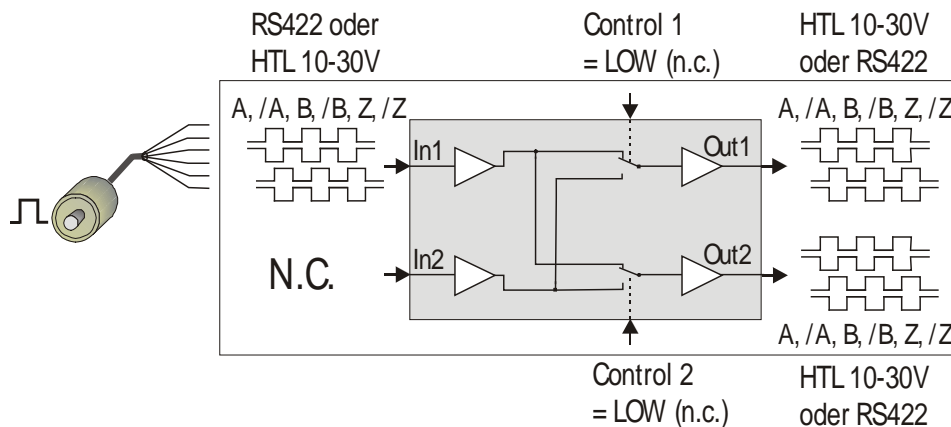 RS422 oder
HTL 10-30V
Control 1
= LOW (n.c.)
HTL 10-30V
oder RS422
A, /A, B, /B, Z, /Z
A, /A, B, /B, Z, /Z
In1
Out1
In2
Out2
N.C.
A, /A, B, /B, Z, /Z
Control 2
= LOW (n.c.)
HTL 10-30V
oder RS422